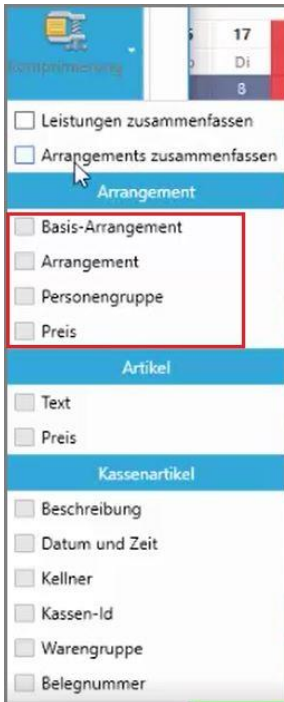 17
Komprimierung
Di
8
Leistungen zusammenfassen
Arrangements zusammenfassen
Arrangement
Basis-Arrangement
Arrangement
Personengruppe
Preis
Artikel
Text
Preis
Kassenartikel
Beschreibung
Datum und Zeit
Kellner
Kassen-Id
Warengruppe
Belegnummer